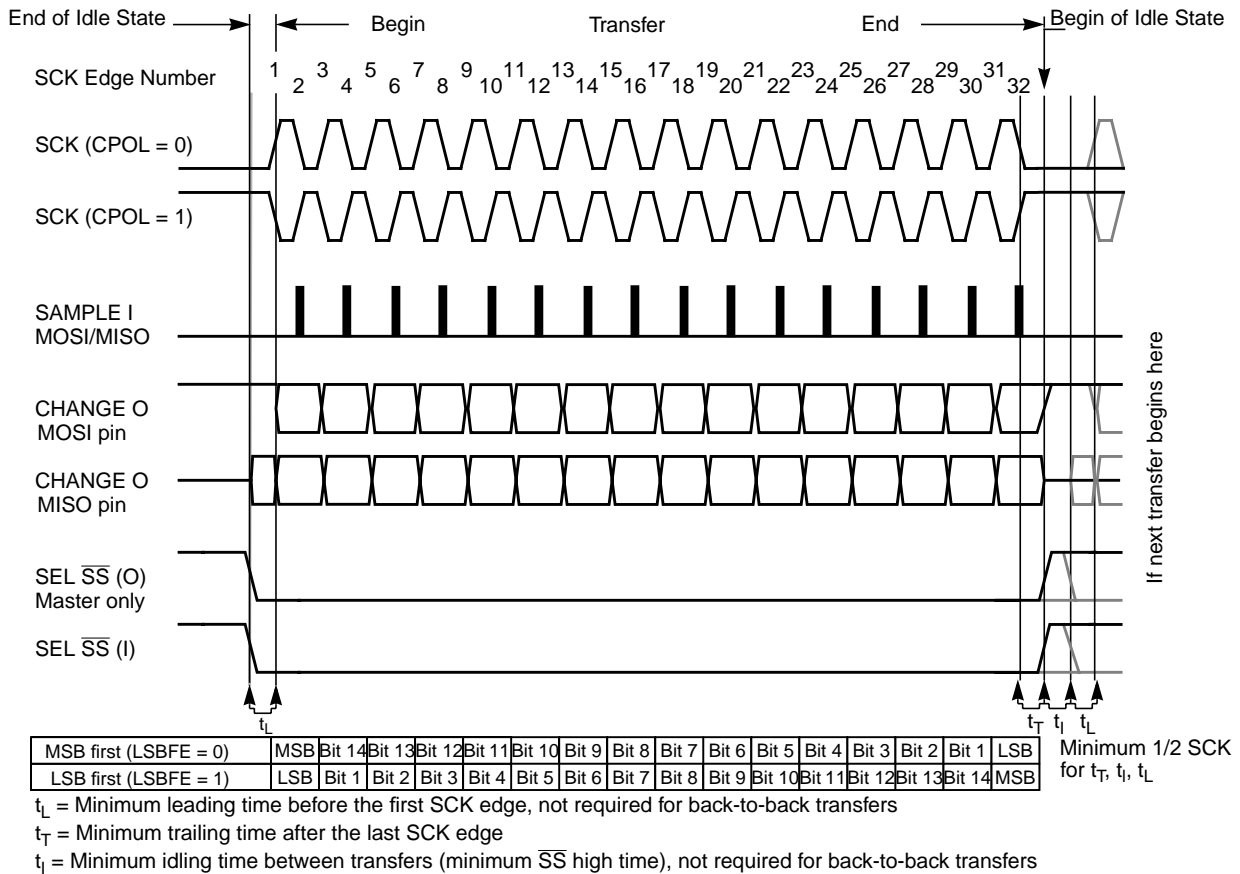 End of Idle State
Begin
Transfer
End
Begin of Idle State
SCK Edge Number
1 2 3 4 5 6 7 8 9 10 11 12 13 14 15 16 17 18 19 20 21 22 23 24 25 26 27 28 29 30 31 32
SCK (CPOL = 0)
SCK (CPOL = 1)
SAMPLE I
MOSI/MISO
CHANGE O
MOSI pin
CHANGE O
MISO pin
SEL SS (O)
Master only
SEL SS (I)
If next transfer begins here
tL
tT tI tL
MSB first (LSBFE = 0) MSB Bit 14 Bit 13 Bit 12 Bit 11 Bit 10 Bit 9 Bit 8 Bit 7 Bit 6 Bit 5 Bit 4 Bit 3 Bit 2 Bit 1 LSB
LSB first (LSBFE = 1) LSB Bit 1 Bit 2 Bit 3 Bit 4 Bit 5 Bit 6 Bit 7 Bit 8 Bit 9 Bit 10 Bit 11 Bit 12 Bit 13 Bit 14 MSB
Minimum 1/2 SCK
for tT, tI, tL
tL = Minimum leading time before the first SCK edge, not required for back-to-back transfers
tT = Minimum trailing time after the last SCK edge
tI = Minimum idling time between transfers (minimum SS high time), not required for back-to-back transfers